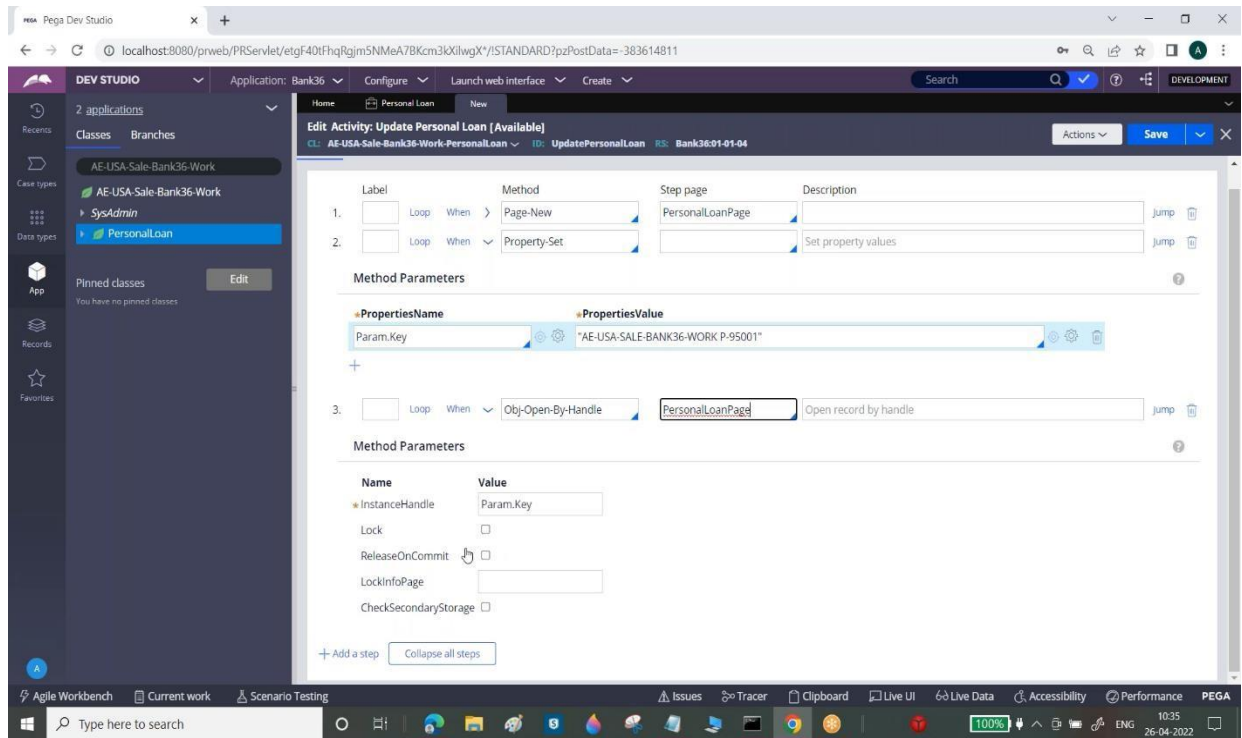 PEGA Pega Dev Studio
localhost:8080/prweb/PRServlet/etgF40tFhqRgjm5NMeA7BKcm3kXilwgX*/!STANDARD?pzPostData=-383614811
A
DEV STUDIO Application: Bank36 Configure Launch web interface Create Search DEVELOPMENT
Recents
Case types
Data types
App
Records
Favorites
A
2 applications
Classes Branches
AE-USA-Sale-Bank36-Work
AE-USA-Sale-Bank36-Work
SysAdmin
PersonalLoan
Pinned classes Edit
You have no pinned classes
Home Personal Loan New
Edit Activity: Update Personal Loan [Available]
CL: AE-USA-Sale-Bank36-Work-PersonalLoan ID: UpdatePersonalLoan RS: Bank36:01-01-04
Actions Save
Label Method Step page Description
1. Loop When Page-New PersonalLoanPage Jump
2. Loop When Property-Set Set property values Jump
Method Parameters
PropertiesName PropertiesValue
Param.Key "AE-USA-SALE-BANK36-WORK P-95001"
3. Loop When Obj-Open-By-Handle PersonalLoanPage Open record by handle Jump
Method Parameters
Name Value
InstanceHandle Param.Key
Lock
ReleaseOnCommit
LockInfoPage
CheckSecondaryStorage
+ Add a step Collapse all steps
Agile Workbench Current work Scenario Testing Issues Tracer Clipboard Live UI Live Data Accessibility Performance PEGA
Type here to search 100% ENG 10:35
26-04-2022